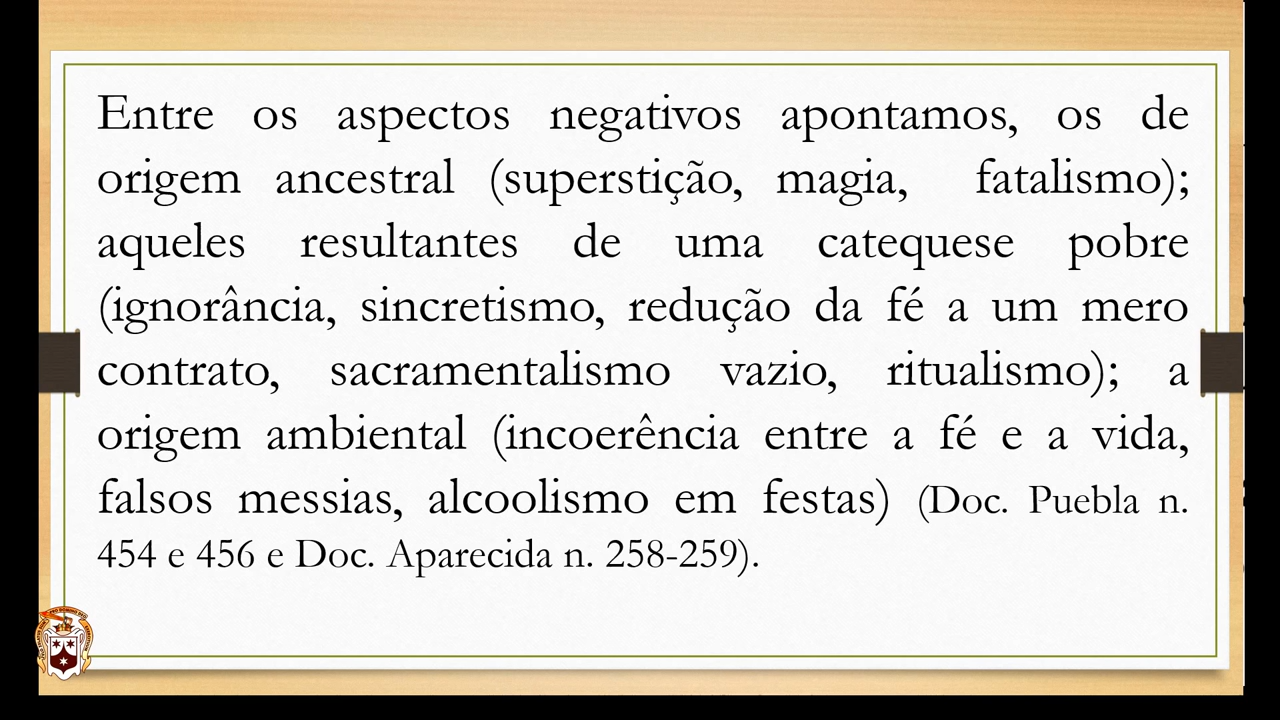 Entre os aspectos negativos apontamos, os de
origem ancestral (superstição, magia, fatalismo);
aqueles resultantes de uma catequese pobre
(ignorância, sincretismo, redução da fé a um mero
contrato, sacramentalismo vazio, ritualismo); a
origem ambiental (incoerência entre a fé e a vida,
falsos messias, alcoolismo em festas) (Doc. Puebla n.
454 e 456 e Doc. Aparecida n. 258-259).